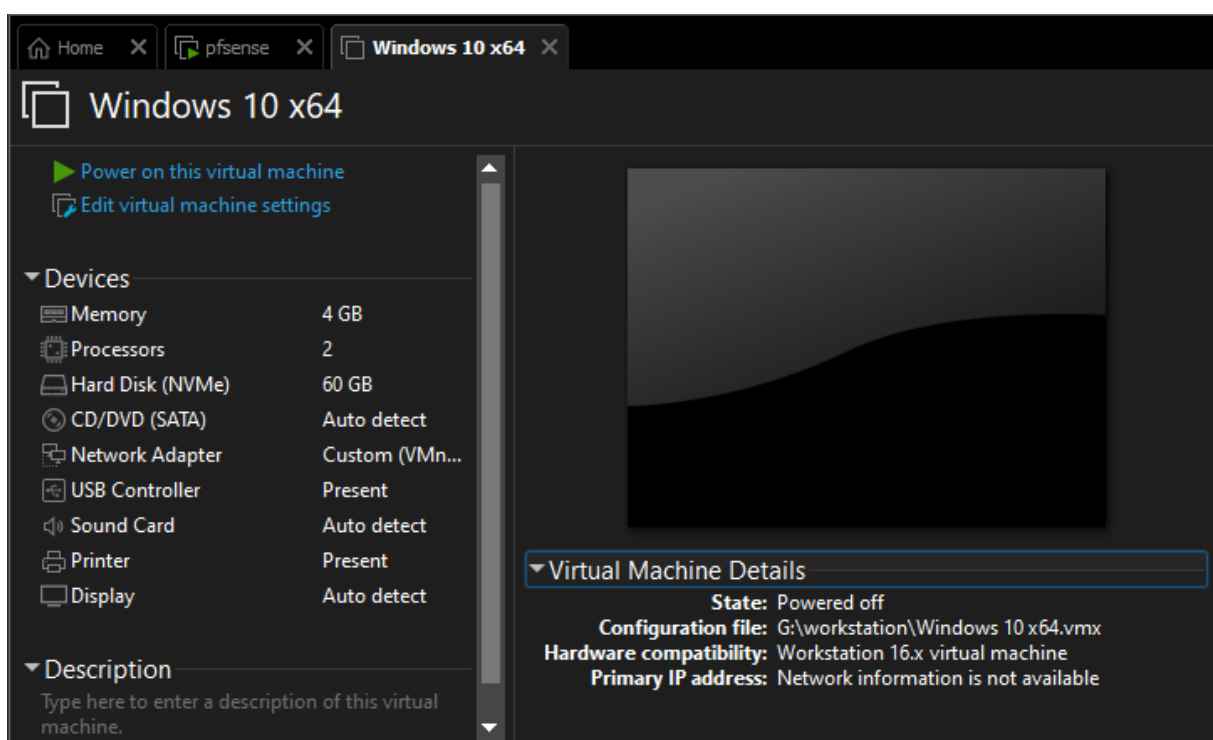 Home pfsense Windows 10 x64
Windows 10 x64
Power on this virtual machine
Edit virtual machine settings
Devices
Memory 4 GB
Processors 2
Hard Disk (NVMe) 60 GB
CD/DVD (SATA) Auto detect
Network Adapter Custom (VMn...
USB Controller Present
Sound Card Auto detect
Printer Present
Display Auto detect
Description
Type here to enter a description of this virtual
machine.
Virtual Machine Details
State: Powered off
Configuration file: G:\workstation\Windows 10 x64.vmx
Hardware compatibility: Workstation 16.x virtual machine
Primary IP address: Network information is not available